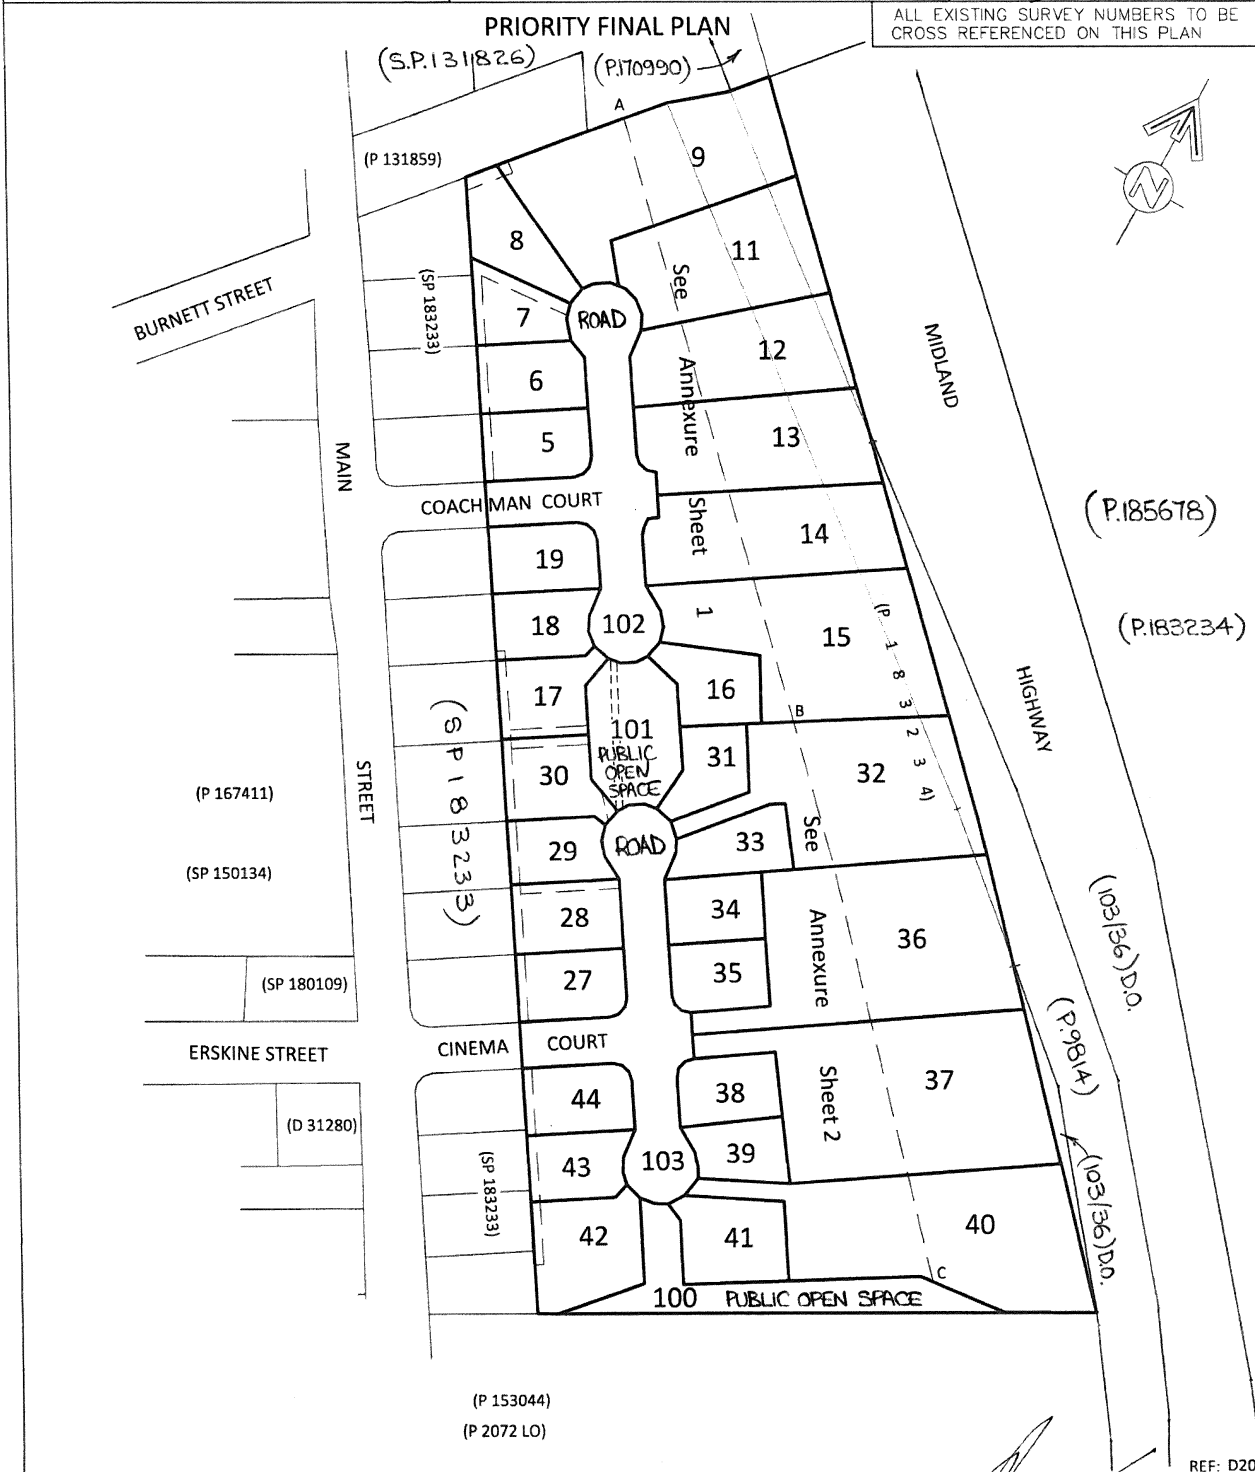 PRIORITY FINAL PLAN
ALL EXISTING SURVEY NUMBERS TO BE
CROSS REFERENCED ON THIS PLAN
(S.P.131826)
(P.170990)
A
(P 131859)
9
8
11
BURNETT STREET
(SP 183233)
7
ROAD
See
12
MIDLAND
6
Annexure
5
13
MAIN
COACHMAN COURT
Sheet
14
(P.185678)
19
18
102
1
15
(P 183234)
(P.183234)
17
16
HIGHWAY
B
101
PUBLIC
OPEN
SPACE
(SP183233)
30
31
32
STREET
(P 167411)
See
29
ROAD
33
(SP 150134)
(103/36)D.O.
28
34
Annexure
36
27
35
(SP 180109)
(P.9814)
ERSKINE STREET
CINEMA COURT
44
38
Sheet 2
37
(D 31280)
43
103
39
(SP 183233)
(103/36)D.O.
42
41
40
C
100 PUBLIC OPEN SPACE
(P 153044)
(P 2072 LO)
REF: D20
N